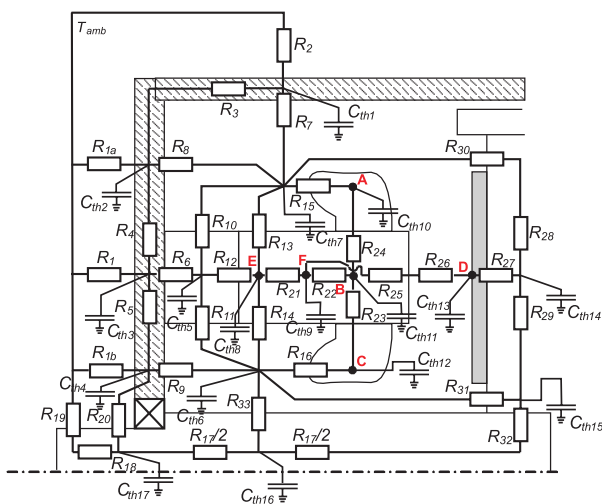 T_amb
R_2
R_3
C_th1
R_7
R_1a
R_8
R_30
C_th2
R_15
A
C_th10
R_4
R_10
R_13
C_th7
R_24
R_28
R_1
R_6
R_12
E
F
R_21
R_22
B
R_25
R_26
D
R_27
R_5
C_th3
C_th5
R_11
C_th8
R_14
C_th9
R_23
C_th11
C_th13
C_th14
R_29
R_1b
R_9
R_16
C
C_th12
C_th4
C_th6
R_31
R_19
R_20
R_33
C_th15
R_32
R_18
R_17/2
R_17/2
C_th17
C_th16